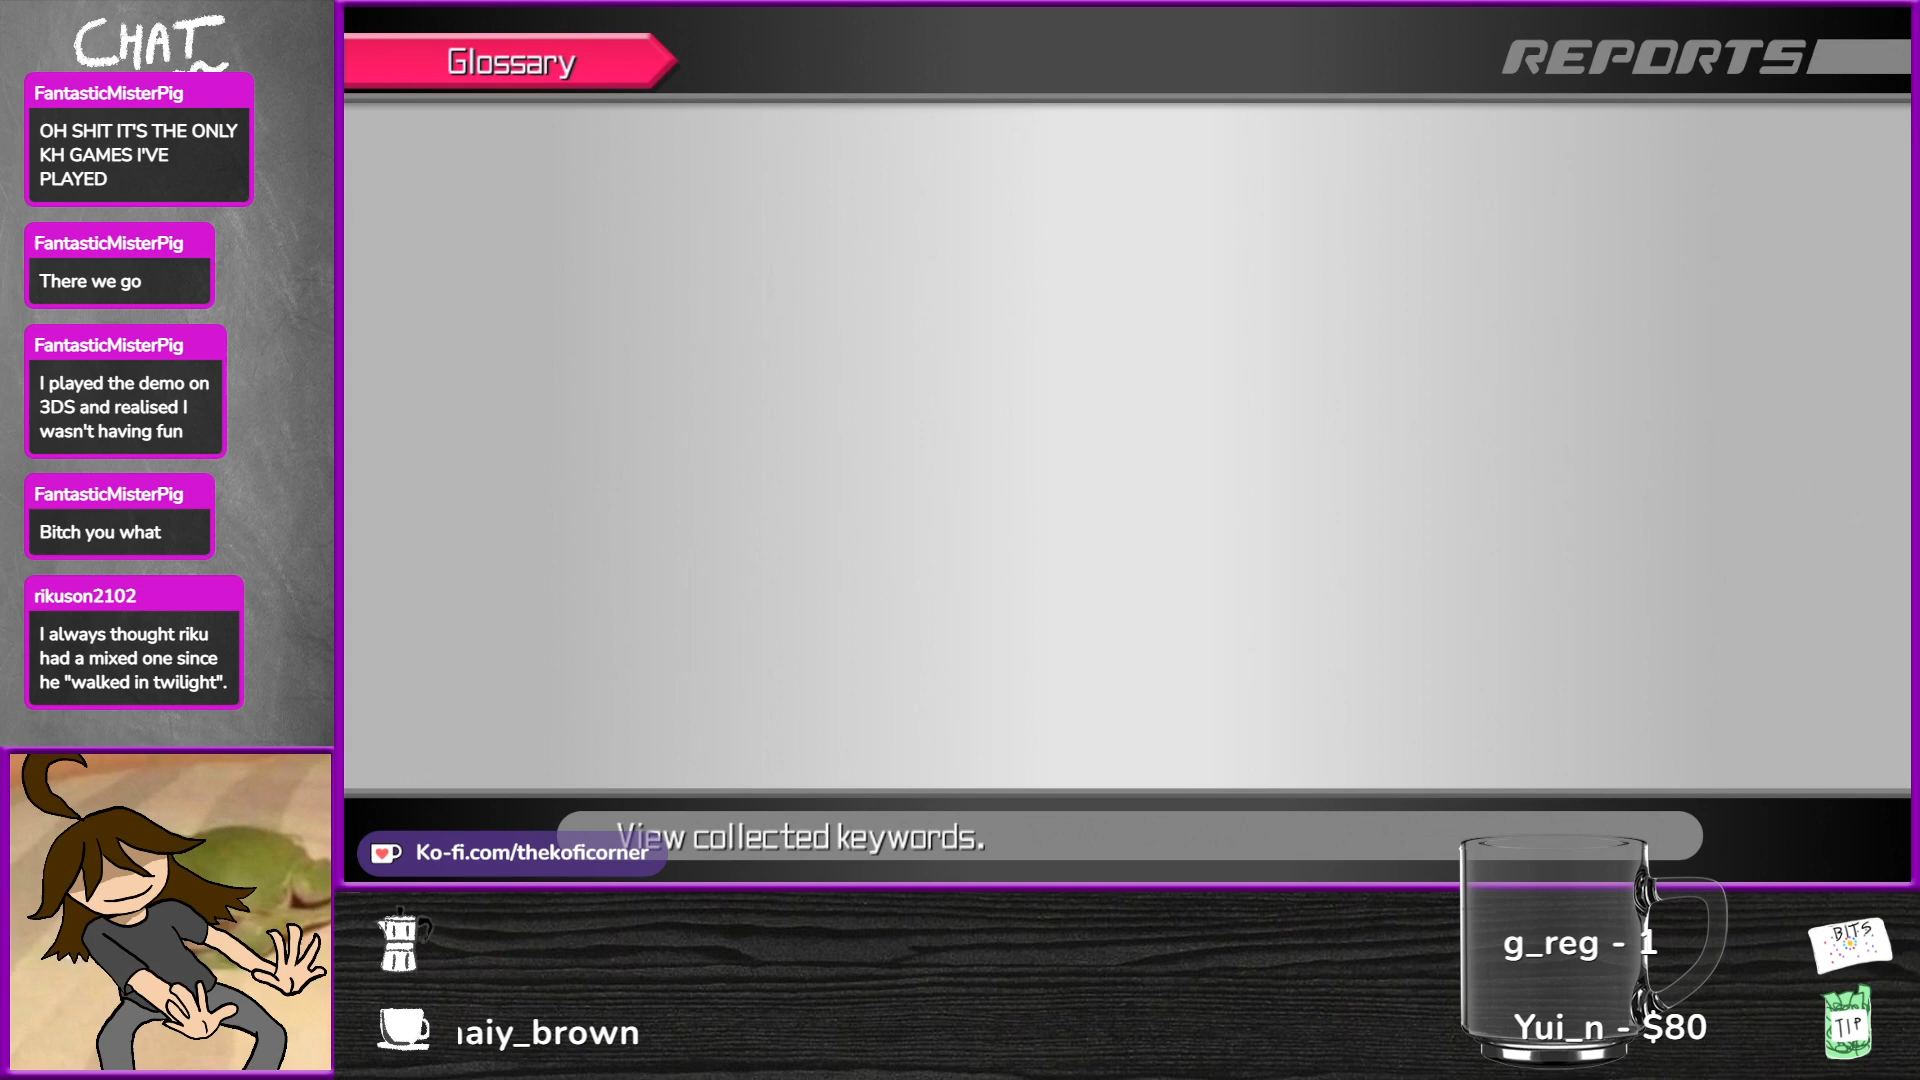 CHAT
FantasticMisterPig
OH SHIT IT'S THE ONLY
KH GAMES I'VE
PLAYED
FantasticMisterPig
There we go
FantasticMisterPig
I played the demo on
3DS and realised I
wasn't having fun
FantasticMisterPig
Bitch you what
rikuson2102
I always thought riku
had a mixed one since
he "walked in twilight".
Glossary
REPORTS
View collected keywords.
Ko-fi.com/thekoficorner
g_reg - 1
Yui_n - $80
BITS
TIP
aiy_brown